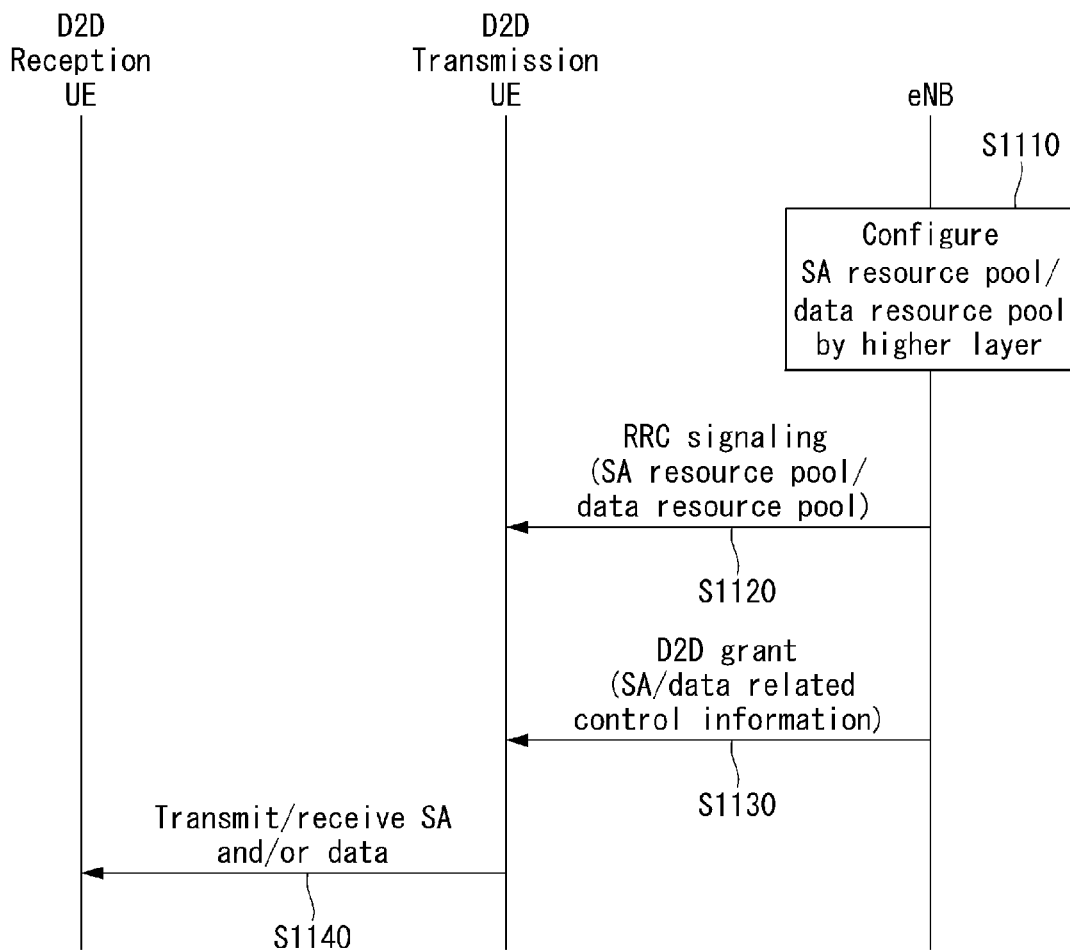 D2D
Reception
UE
D2D
Transmission
UE
eNB
S1110
Configure
SA resource pool/
data resource pool
by higher layer
RRC signaling
(SA resource pool/
data resource pool)
S1120
D2D grant
(SA/data related
control information)
S1130
Transmit/receive SA
and/or data
S1140